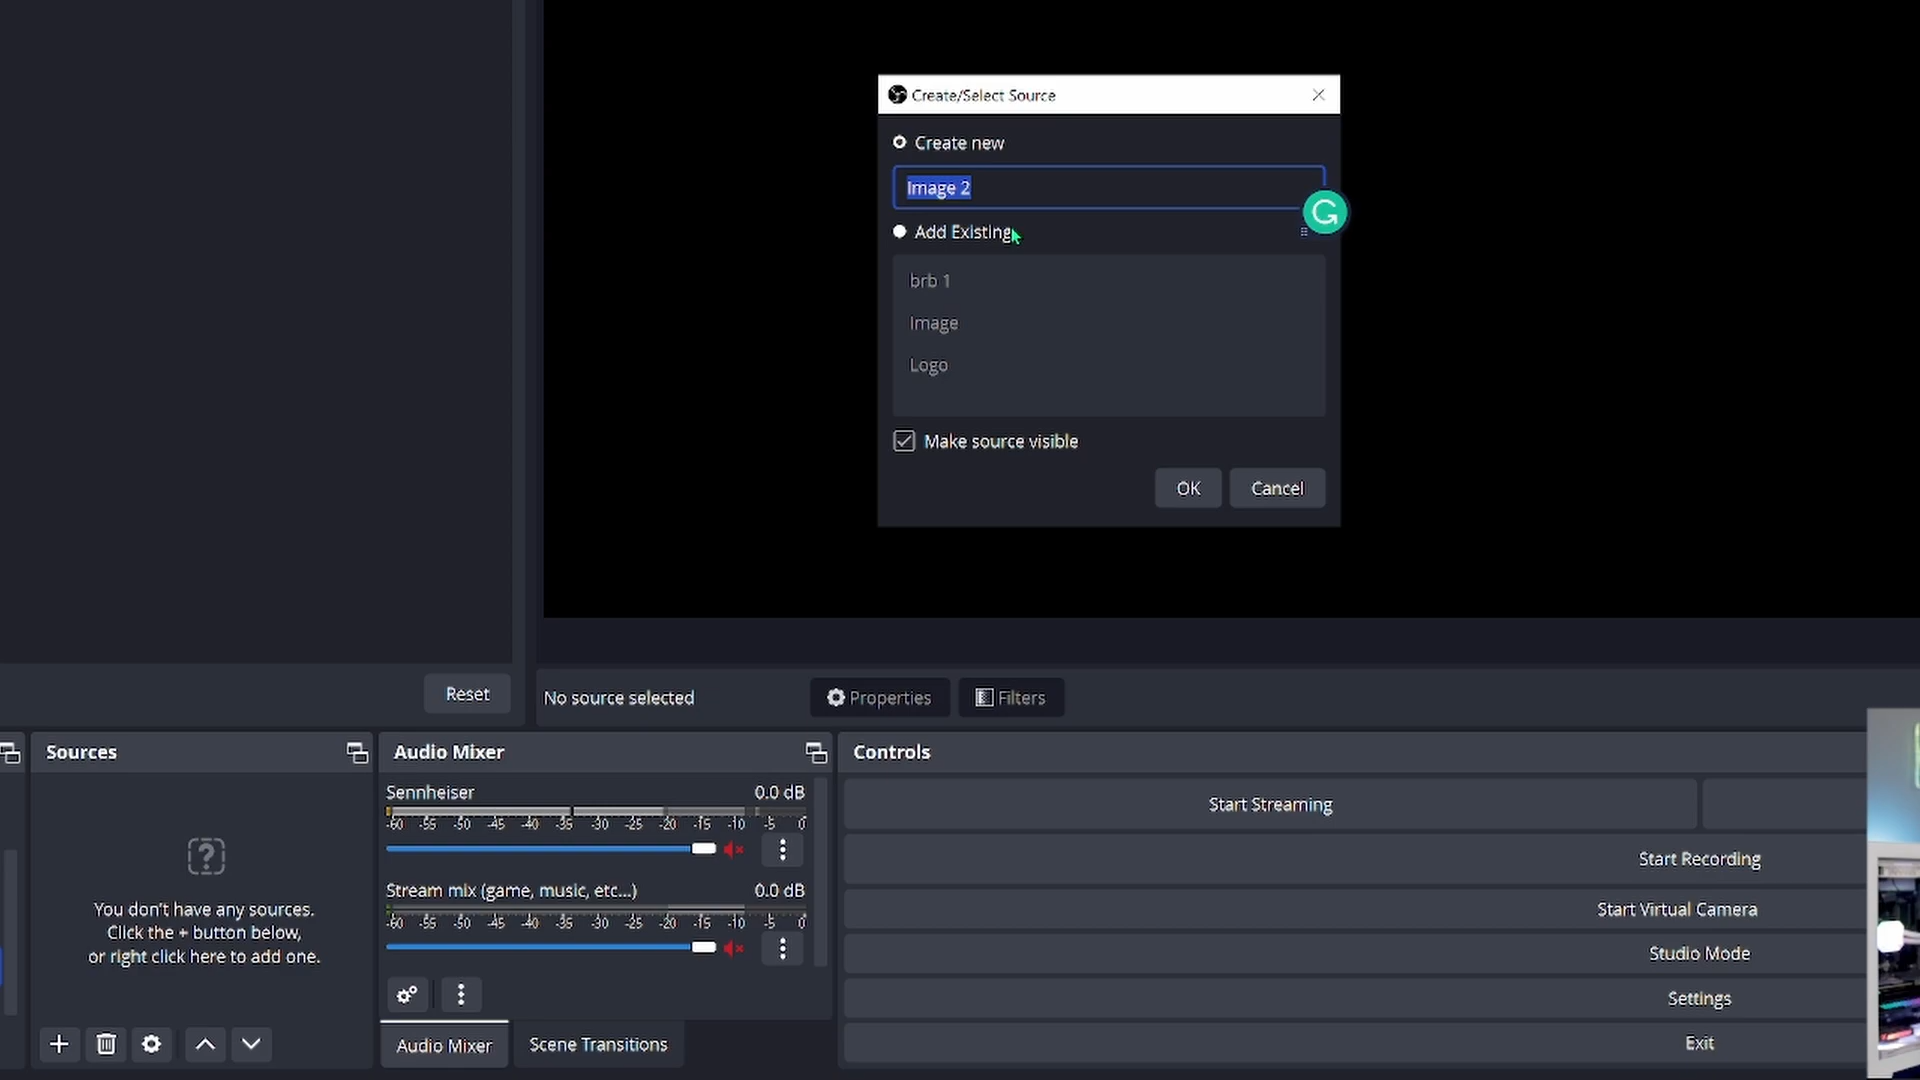 Create/Select Source
Create new
Image 2
Add Existing
brb 1
Image
Logo
Make source visible
OK
Cancel
Reset
No source selected
Properties
Filters
Sources
You don't have any sources.
Click the + button below,
or right click here to add one.
Audio Mixer
Sennheiser
0.0 dB
-60 -55 -50 -45 -40 -35 -30 -25 -20 -15 -10 -5 0
Stream mix (game, music, etc...)
0.0 dB
-60 -55 -50 -45 -40 -35 -30 -25 -20 -15 -10 -5 0
Audio Mixer
Scene Transitions
Controls
Start Streaming
Start Recording
Start Virtual Camera
Studio Mode
Settings
Exit